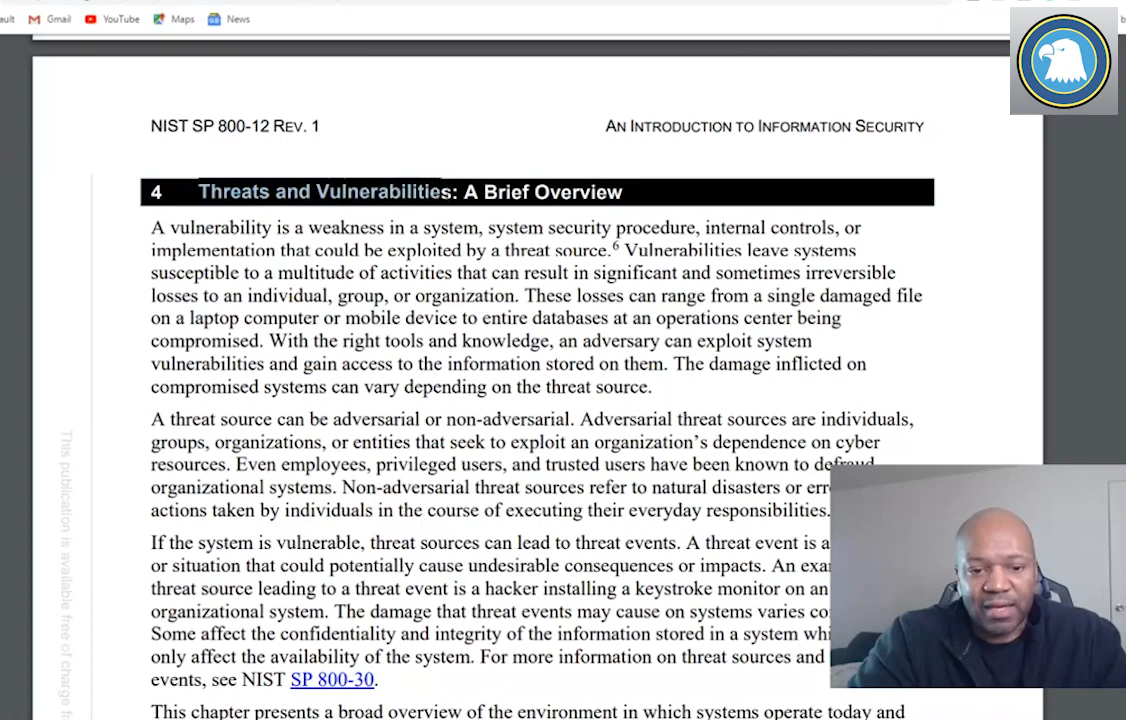 ault Gmail YouTube Maps News
NIST SP 800-12 REV. 1 AN INTRODUCTION TO INFORMATION SECURITY
4 Threats and Vulnerabilities: A Brief Overview
A vulnerability is a weakness in a system, system security procedure, internal controls, or
implementation that could be exploited by a threat source.6 Vulnerabilities leave systems
susceptible to a multitude of activities that can result in significant and sometimes irreversible
losses to an individual, group, or organization. These losses can range from a single damaged file
on a laptop computer or mobile device to entire databases at an operations center being
compromised. With the right tools and knowledge, an adversary can exploit system
vulnerabilities and gain access to the information stored on them. The damage inflicted on
compromised systems can vary depending on the threat source.
A threat source can be adversarial or non-adversarial. Adversarial threat sources are individuals,
groups, organizations, or entities that seek to exploit an organization’s dependence on cyber
resources. Even employees, privileged users, and trusted users have been known to defraud
organizational systems. Non-adversarial threat sources refer to natural disasters or err
actions taken by individuals in the course of executing their everyday responsibilities.
If the system is vulnerable, threat sources can lead to threat events. A threat event is a
or situation that could potentially cause undesirable consequences or impacts. An exa
threat source leading to a threat event is a hacker installing a keystroke monitor on an
organizational system. The damage that threat events may cause on systems varies co
Some affect the confidentiality and integrity of the information stored in a system whi
only affect the availability of the system. For more information on threat sources and
events, see NIST SP 800-30.
This chapter presents a broad overview of the environment in which systems operate today and
This publication is available free of charge fr